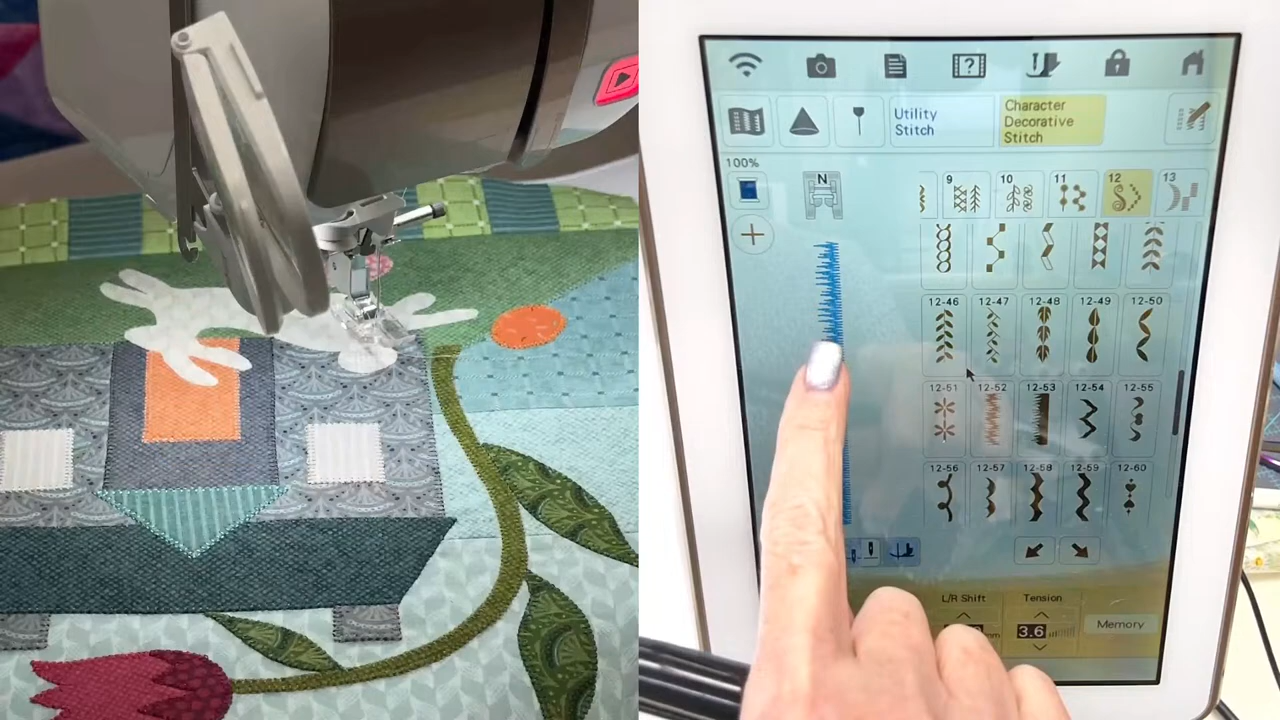 ?
Utility
Stitch
Character
Decorative
Stitch
100%
N
9
10
11
12
13
12-46
12-47
12-48
12-49
12-50
12-51
12-52
12-53
12-54
12-55
12-56
12-57
12-58
12-59
12-60
L/R Shift
Tension
3.6
Memory